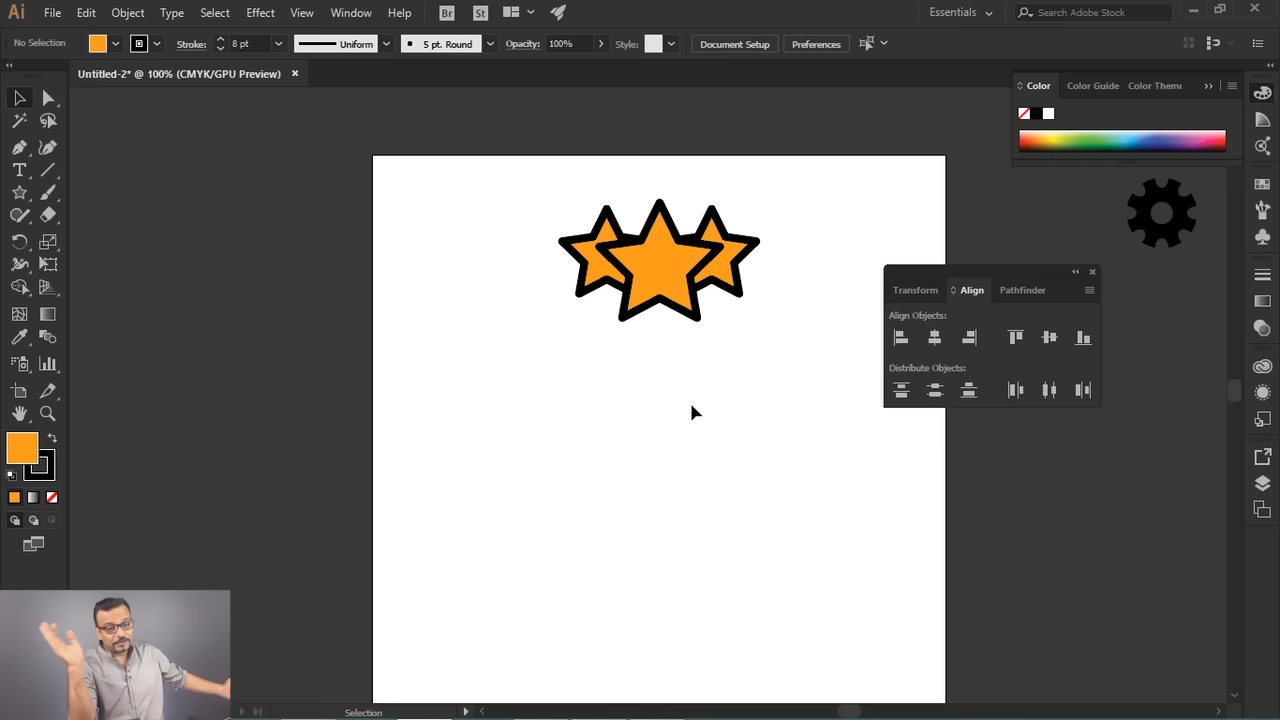 Ai File Edit Object Type Select Effect View Window Help Br St Essentials Search Adobe Stock
No Selection Stroke: 8 pt Uniform 5 pt. Round Opacity: 100% Style: Document Setup Preferences
Untitled-2* @ 100% (CMYK/GPU Preview)
Color Color Guide Color Theme
Transform Align Pathfinder
Align Objects:
Distribute Objects:
Selection